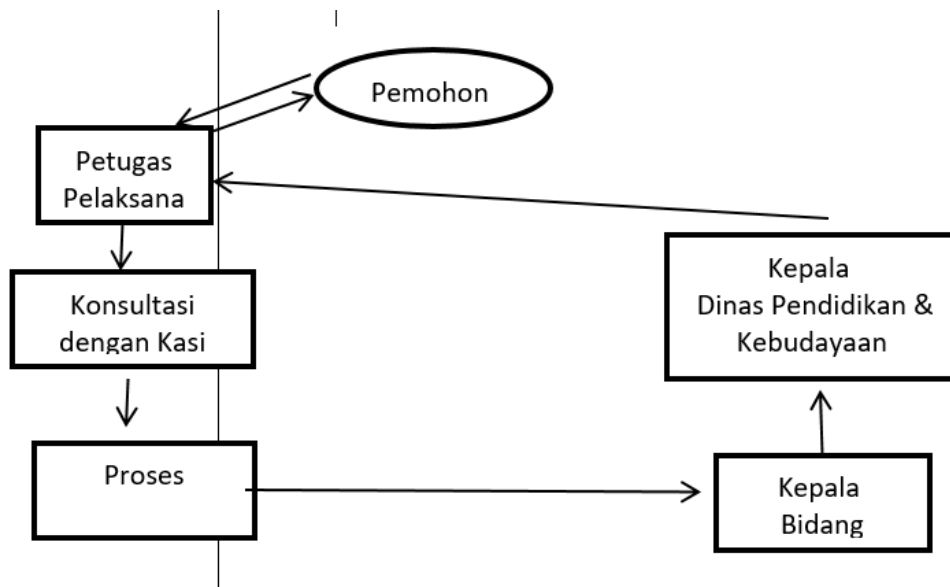 Pemohon
Petugas
Pelaksana
Konsultasi
dengan Kasi
Proses
Kepala
Dinas Pendidikan &
Kebudayaan
Kepala
Bidang